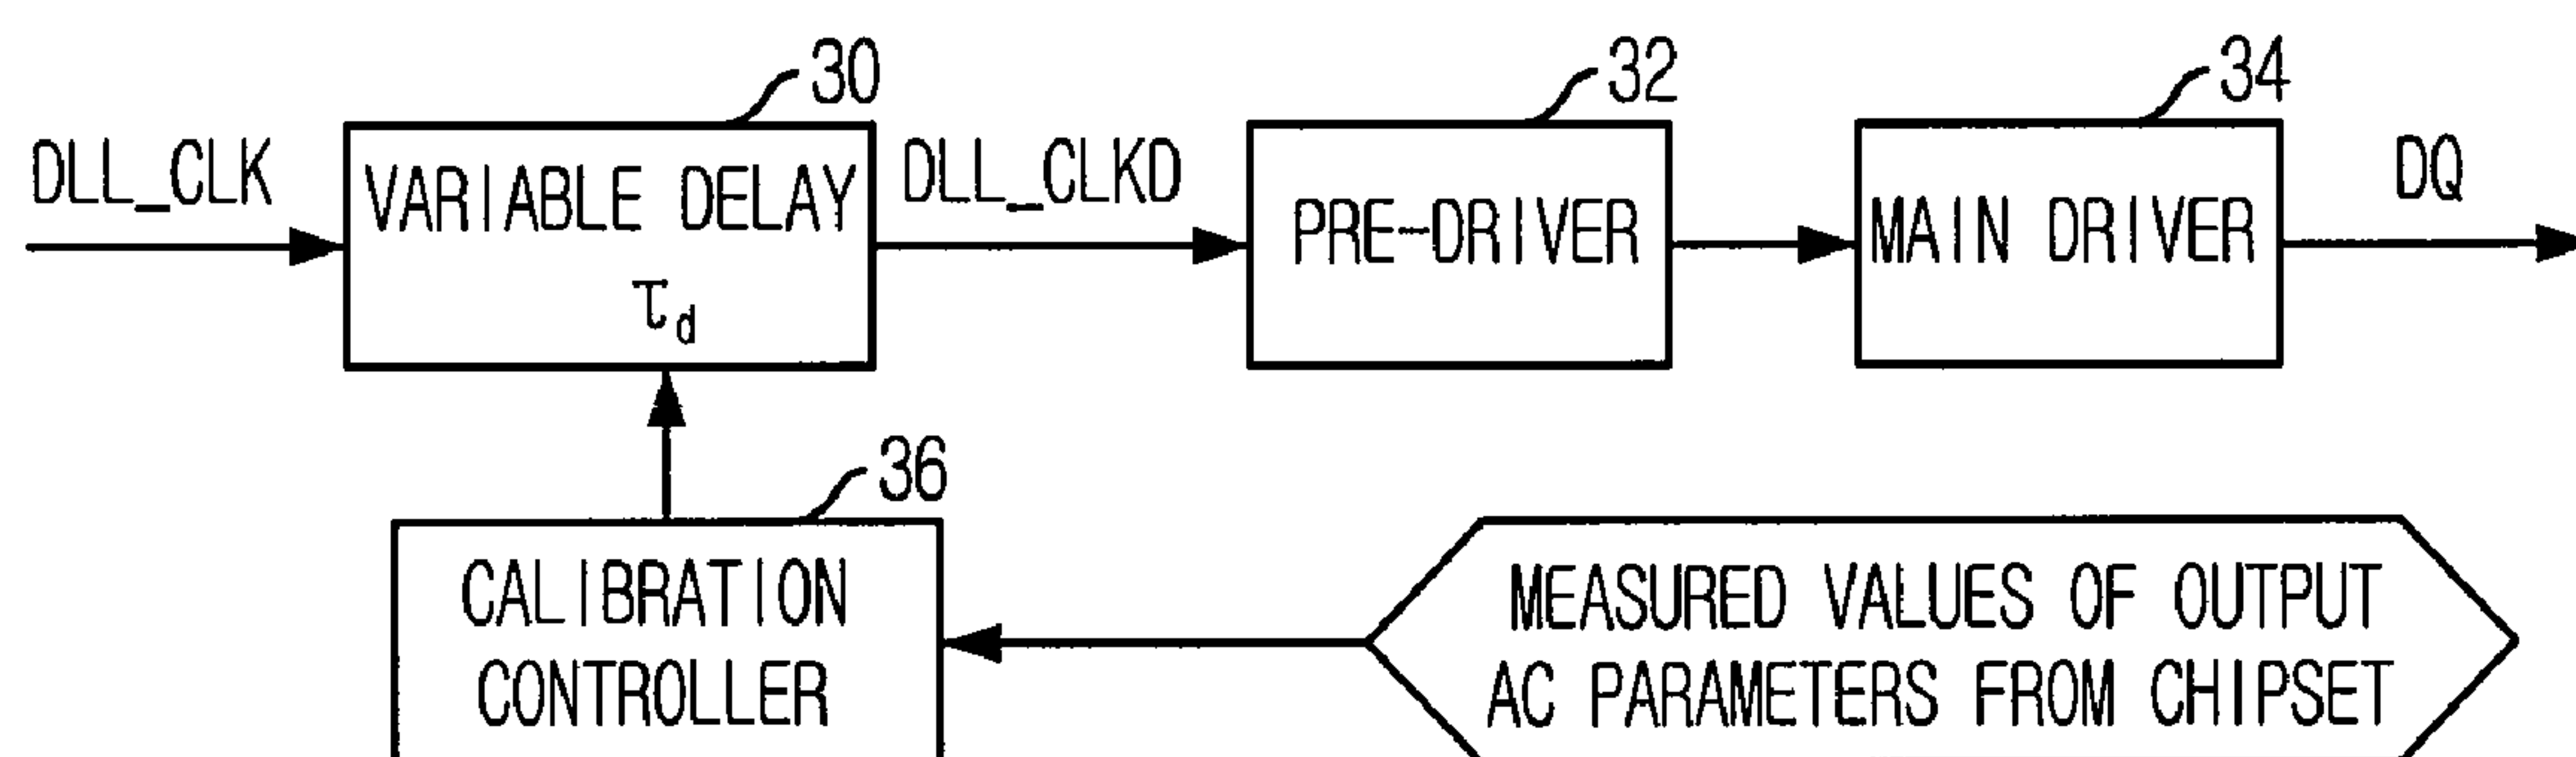 30
32
34
DLL_CLK
VARIABLE DELAY
τd
DLL_CLKD
PRE-DRIVER
MAIN DRIVER
DQ
36
CALIBRATION
CONTROLLER
MEASURED VALUES OF OUTPUT
AC PARAMETERS FROM CHIPSET